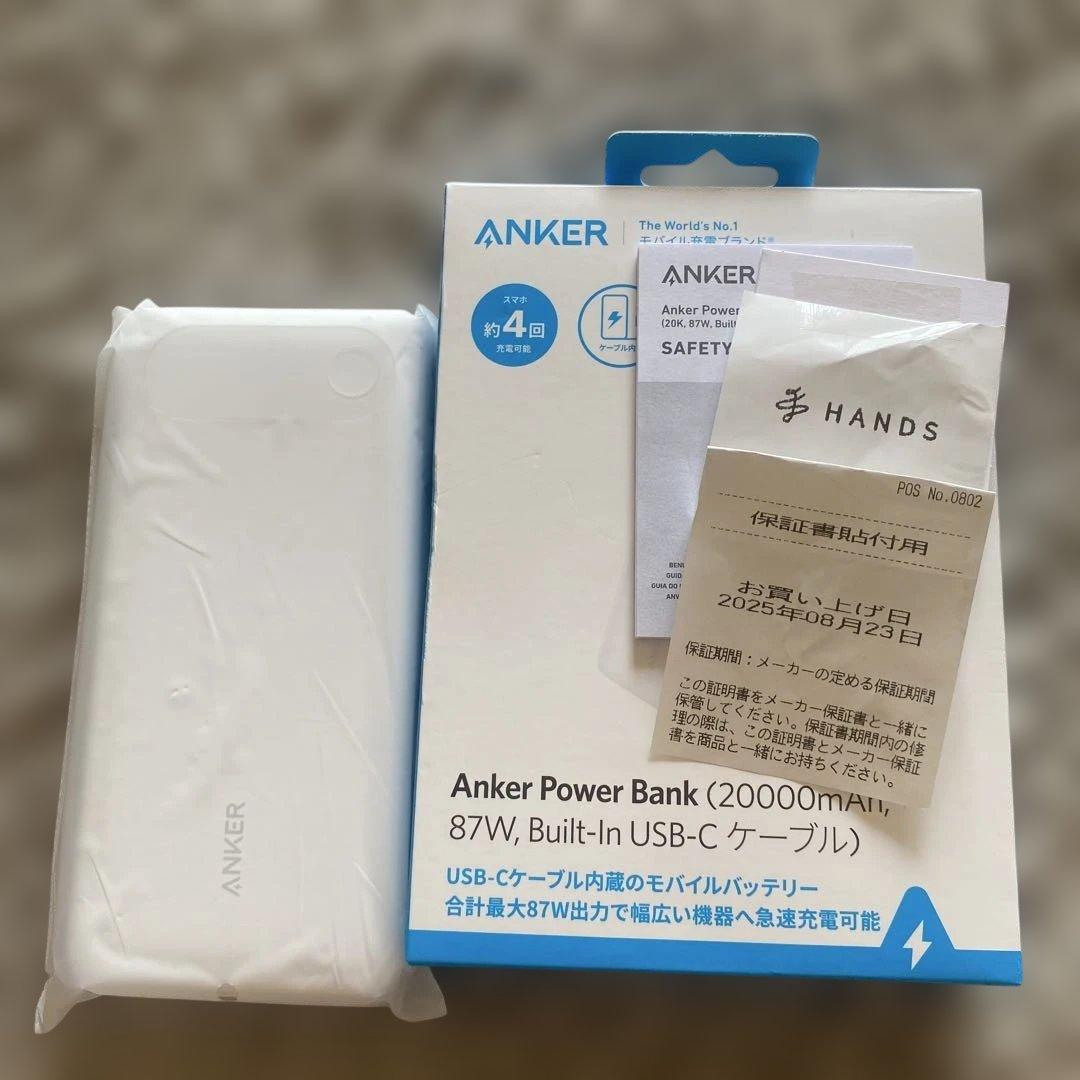 ANKER
The World's No.1
モバイル充電ブランド
スマホ
約4回
充電可能
ケーブル内
ANKER
Anker Power
(20K, 87W, Built
SAFETY
HANDS
POS No.0802
保証書貼付用
お買い上げ日
2025年08月23日
保証期間：メーカーの定める保証期間
この証明書をメーカー保証書と一緒に
保管してください。保証書期間内の修
理の際は、この証明書とメーカー保証
書を商品と一緒にお持ちください。
GUID
GUIA DO
Anker Power Bank (20000mAh,
87W, Built-In USB-C ケーブル)
USB-Cケーブル内蔵のモバイルバッテリー
合計最大87W出力で幅広い機器へ急速充電可能
ANKER